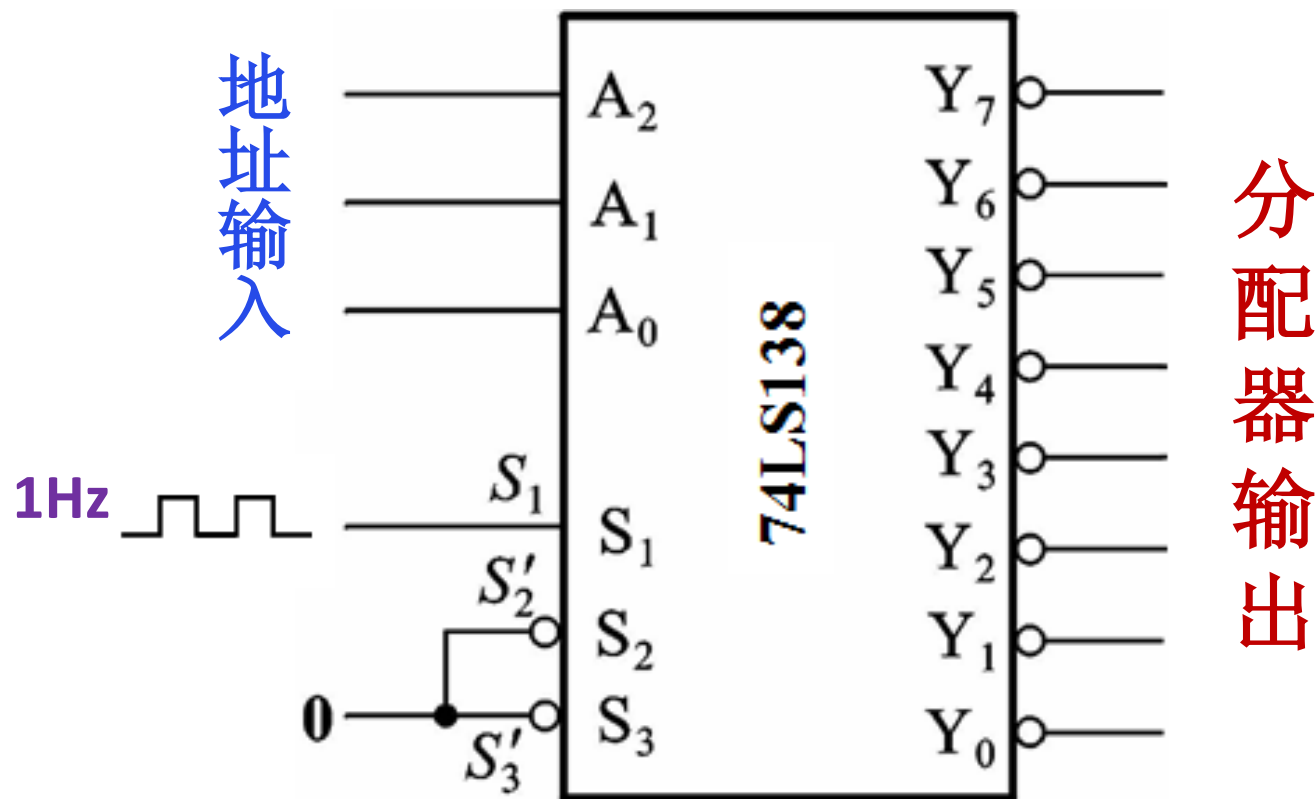 地址输入
A₂
A₁
A₀
1Hz
S₁
S₁
S₂′
S₂
0
S₃′
S₃
74LS138
Y₇
Y₆
Y₅
Y₄
Y₃
Y₂
Y₁
Y₀
分配器输出